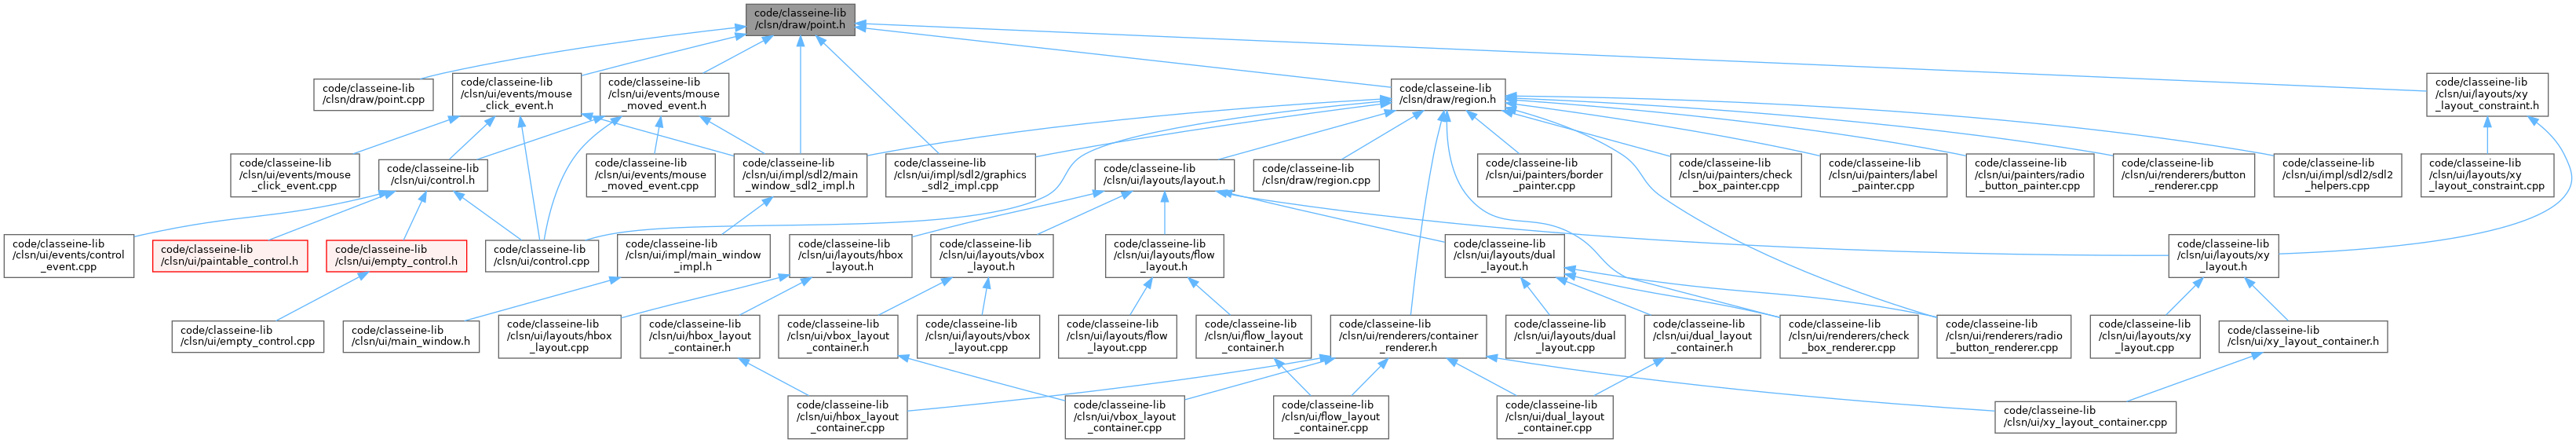 code/classeine-lib
/clsn/draw/point.h
code/classeine-lib
/clsn/draw/point.cpp
code/classeine-lib
/clsn/ui/events/mouse
_click_event.h
code/classeine-lib
/clsn/ui/events/mouse
_moved_event.h
code/classeine-lib
/clsn/draw/region.h
code/classeine-lib
/clsn/ui/layouts/xy
_layout_constraint.h
code/classeine-lib
/clsn/ui/events/mouse
_click_event.cpp
code/classeine-lib
/clsn/ui/control.h
code/classeine-lib
/clsn/ui/events/mouse
_moved_event.cpp
code/classeine-lib
/clsn/ui/impl/sdl2/main
_window_sdl2_impl.h
code/classeine-lib
/clsn/ui/impl/sdl2/graphics
_sdl2_impl.cpp
code/classeine-lib
/clsn/ui/layouts/layout.h
code/classeine-lib
/clsn/draw/region.cpp
code/classeine-lib
/clsn/ui/painters/border
_painter.cpp
code/classeine-lib
/clsn/ui/painters/check
_box_painter.cpp
code/classeine-lib
/clsn/ui/painters/label
_painter.cpp
code/classeine-lib
/clsn/ui/painters/radio
_button_painter.cpp
code/classeine-lib
/clsn/ui/renderers/button
_renderer.cpp
code/classeine-lib
/clsn/ui/impl/sdl2/sdl2
_helpers.cpp
code/classeine-lib
/clsn/ui/layouts/xy
_layout_constraint.cpp
code/classeine-lib
/clsn/ui/events/control
_event.cpp
code/classeine-lib
/clsn/ui/paintable_control.h
code/classeine-lib
/clsn/ui/empty_control.h
code/classeine-lib
/clsn/ui/control.cpp
code/classeine-lib
/clsn/ui/impl/main_window
_impl.h
code/classeine-lib
/clsn/ui/layouts/hbox
_layout.h
code/classeine-lib
/clsn/ui/layouts/vbox
_layout.h
code/classeine-lib
/clsn/ui/layouts/flow
_layout.h
code/classeine-lib
/clsn/ui/layouts/dual
_layout.h
code/classeine-lib
/clsn/ui/layouts/xy
_layout.h
code/classeine-lib
/clsn/ui/empty_control.cpp
code/classeine-lib
/clsn/ui/main_window.h
code/classeine-lib
/clsn/ui/layouts/hbox
_layout.cpp
code/classeine-lib
/clsn/ui/hbox_layout
_container.h
code/classeine-lib
/clsn/ui/vbox_layout
_container.h
code/classeine-lib
/clsn/ui/layouts/vbox
_layout.cpp
code/classeine-lib
/clsn/ui/layouts/flow
_layout.cpp
code/classeine-lib
/clsn/ui/flow_layout
_container.h
code/classeine-lib
/clsn/ui/renderers/container
_renderer.h
code/classeine-lib
/clsn/ui/layouts/dual
_layout.cpp
code/classeine-lib
/clsn/ui/dual_layout
_container.h
code/classeine-lib
/clsn/ui/renderers/check
_box_renderer.cpp
code/classeine-lib
/clsn/ui/renderers/radio
_button_renderer.cpp
code/classeine-lib
/clsn/ui/layouts/xy
_layout.cpp
code/classeine-lib
/clsn/ui/xy_layout_container.h
code/classeine-lib
/clsn/ui/hbox_layout
_container.cpp
code/classeine-lib
/clsn/ui/vbox_layout
_container.cpp
code/classeine-lib
/clsn/ui/flow_layout
_container.cpp
code/classeine-lib
/clsn/ui/dual_layout
_container.cpp
code/classeine-lib
/clsn/ui/xy_layout_container.cpp